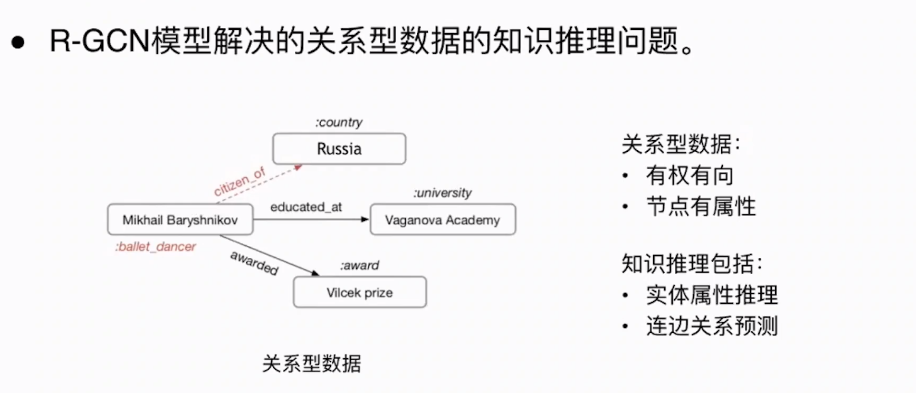 R-GCN模型解决的关系型数据的知识推理问题。
:country
Russia
citizen_of
:university
educated_at
Mikhail Baryshnikov
Vaganova Academy
:ballet_dancer
awarded
:award
Vilcek prize
关系型数据
关系型数据：
• 有权有向
• 节点有属性
知识推理包括：
• 实体属性推理
• 连边关系预测